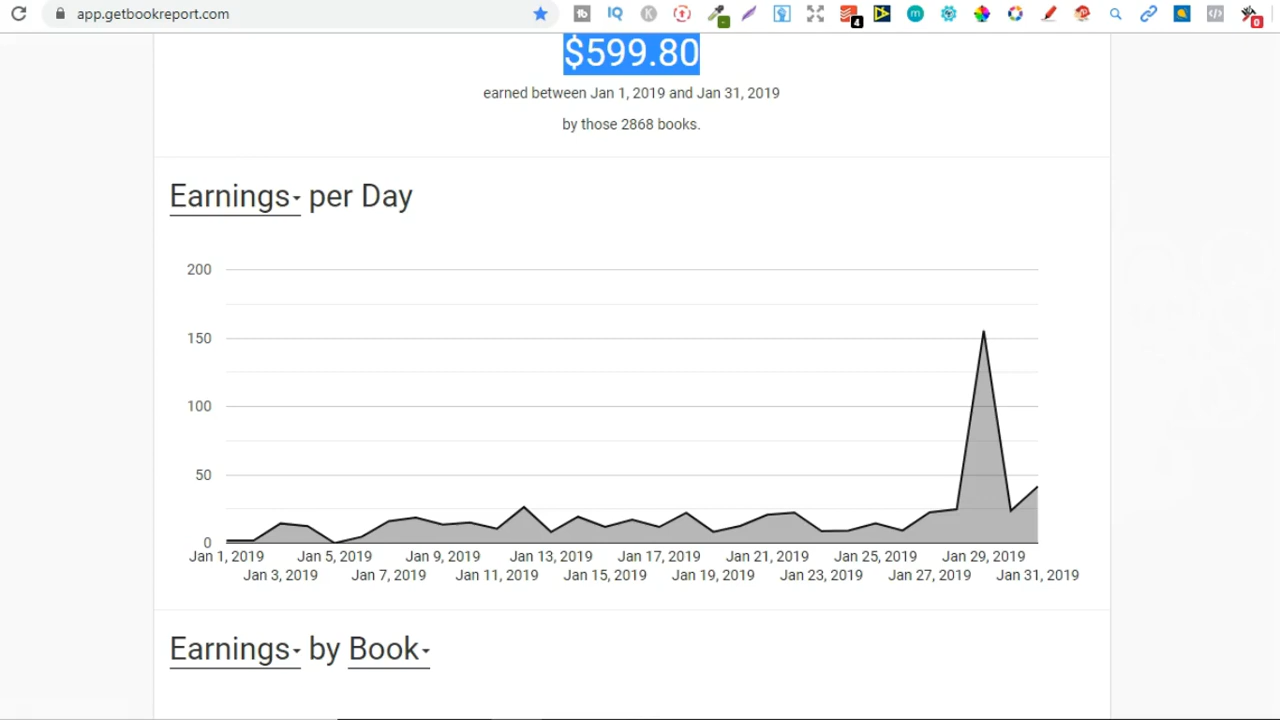 app.getbookreport.com
$599.80
earned between Jan 1, 2019 and Jan 31, 2019
by those 2868 books.
Earnings per Day
200
150
100
50
0
Jan 1, 2019 Jan 5, 2019 Jan 9, 2019 Jan 13, 2019 Jan 17, 2019 Jan 21, 2019 Jan 25, 2019 Jan 29, 2019
Jan 3, 2019 Jan 7, 2019 Jan 11, 2019 Jan 15, 2019 Jan 19, 2019 Jan 23, 2019 Jan 27, 2019 Jan 31, 2019
Earnings by Book